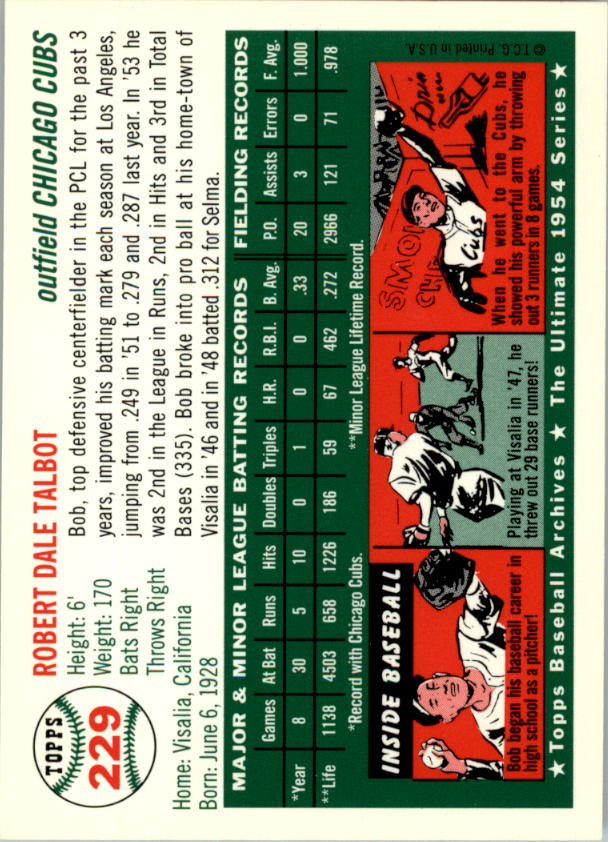 TOPPS
229
ROBERT DALE TALBOT
outfield CHICAGO CUBS
Height: 6'
Weight: 170
Bats Right
Throws Right
Home: Visalia, California
Born: June 6, 1928
Bob, top defensive centerfielder in the PCL for the past 3
years, improved his batting mark each season at Los Angeles,
jumping from .249 in '51 to .279 and .287 last year. In '53 he
was 2nd in the League in Runs, 2nd in Hits and 3rd in Total
Bases (335). Bob broke into pro ball at his home-town of
Visalia in '46 and in '48 batted .312 for Selma.
MAJOR & MINOR LEAGUE BATTING RECORDS FIELDING RECORDS
Games At Bat Runs Hits Doubles Triples H.R. R.B.I. B. Avg. P.O. Assists Errors F. Avg.
*Year 8 30 5 10 0 1 0 0 .33 20 3 0 1.000
**Life 1138 4503 658 1226 186 59 67 462 .272 2966 121 71 .978
*Record with Chicago Cubs. **Minor League Lifetime Record.
INSIDE BASEBALL
Bob began his baseball career in
high school as a pitcher!
Playing at Visalia in '47, he
threw out 29 base runners!
SMO
CHE
Cubs
When he went to the Cubs, he
showed his powerful arm by throwing
out 3 runners in 8 games.
★ Topps Baseball Archives ★ The Ultimate 1954 Series ★
© T.C.G. Printed in U.S.A.